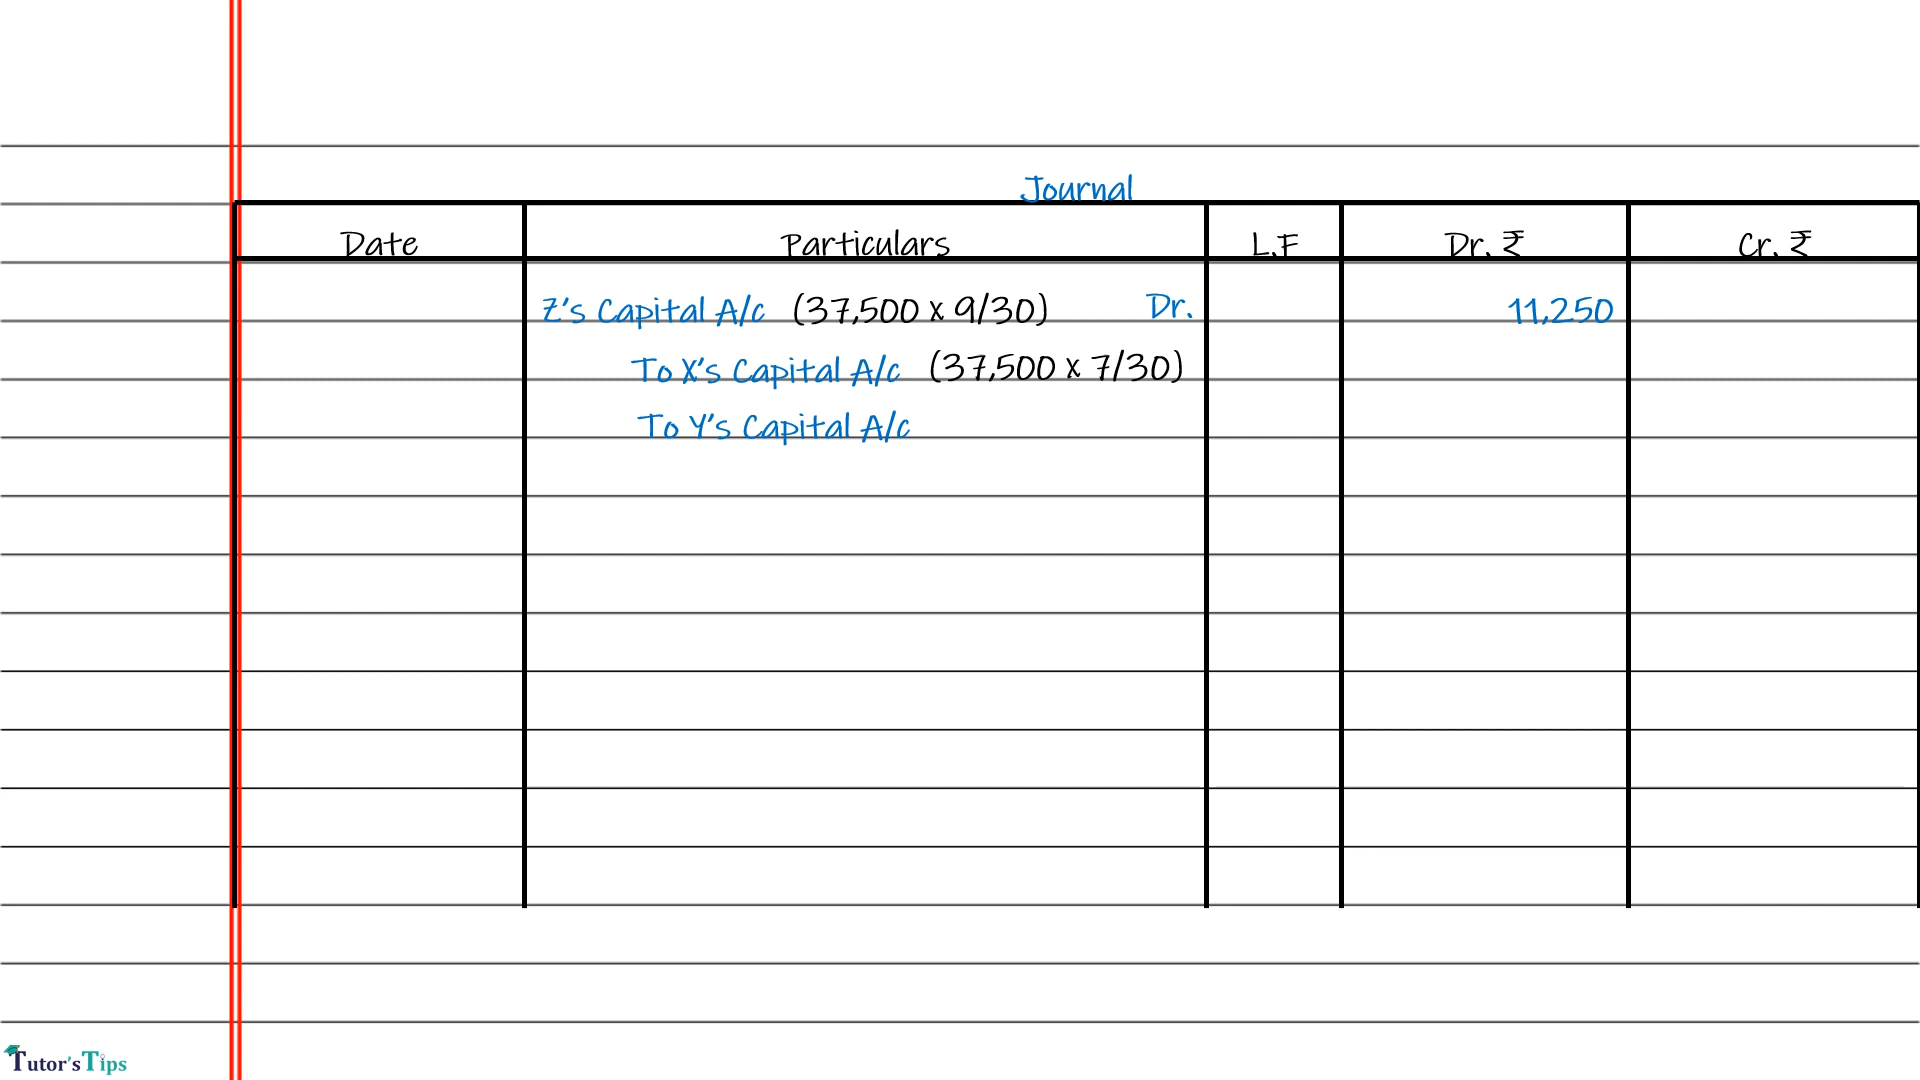 Journal
Date Particulars L.F Dr. ₹ Cr. ₹
Z's Capital A/c (37,500 x 9/30) Dr. 11,250
To X's Capital A/c (37,500 x 7/30)
To Y's Capital A/c
Tutor'sTips